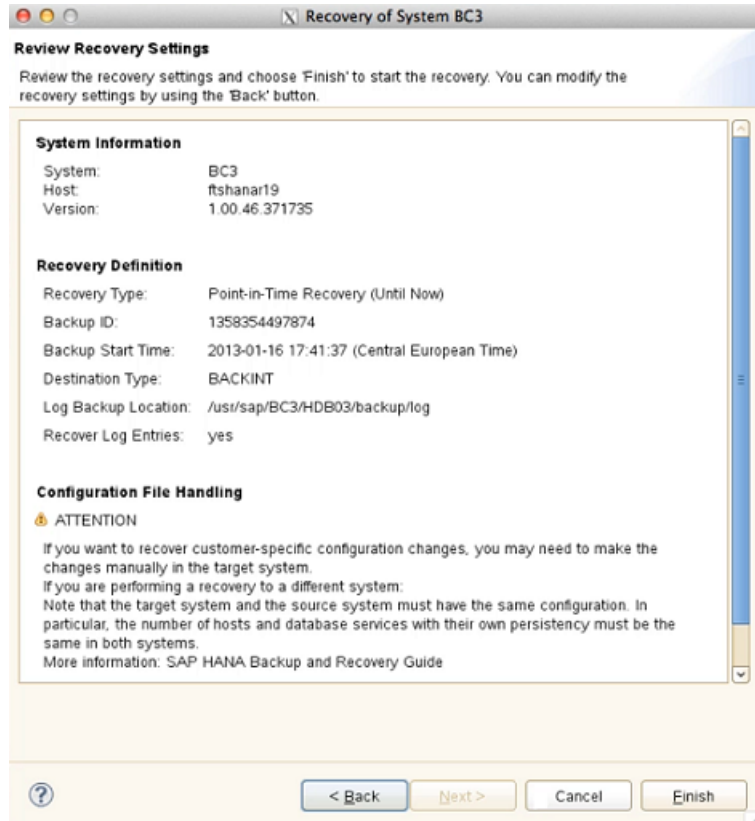 Recovery of System BC3
Review Recovery Settings
Review the recovery settings and choose 'Finish' to start the recovery. You can modify the
recovery settings by using the 'Back' button.
System Information
System: BC3
Host: ftshanar19
Version: 1.00.46.371735
Recovery Definition
Recovery Type: Point-in-Time Recovery (Until Now)
Backup ID: 1358354497874
Backup Start Time: 2013-01-16 17:41:37 (Central European Time)
Destination Type: BACKINT
Log Backup Location: /usr/sap/BC3/HDB03/backup/log
Recover Log Entries: yes
Configuration File Handling
ATTENTION
If you want to recover customer-specific configuration changes, you may need to make the
changes manually in the target system.
If you are performing a recovery to a different system:
Note that the target system and the source system must have the same configuration. In
particular, the number of hosts and database services with their own persistency must be the
same in both systems.
More information: SAP HANA Backup and Recovery Guide
? < Back Next > Cancel Finish